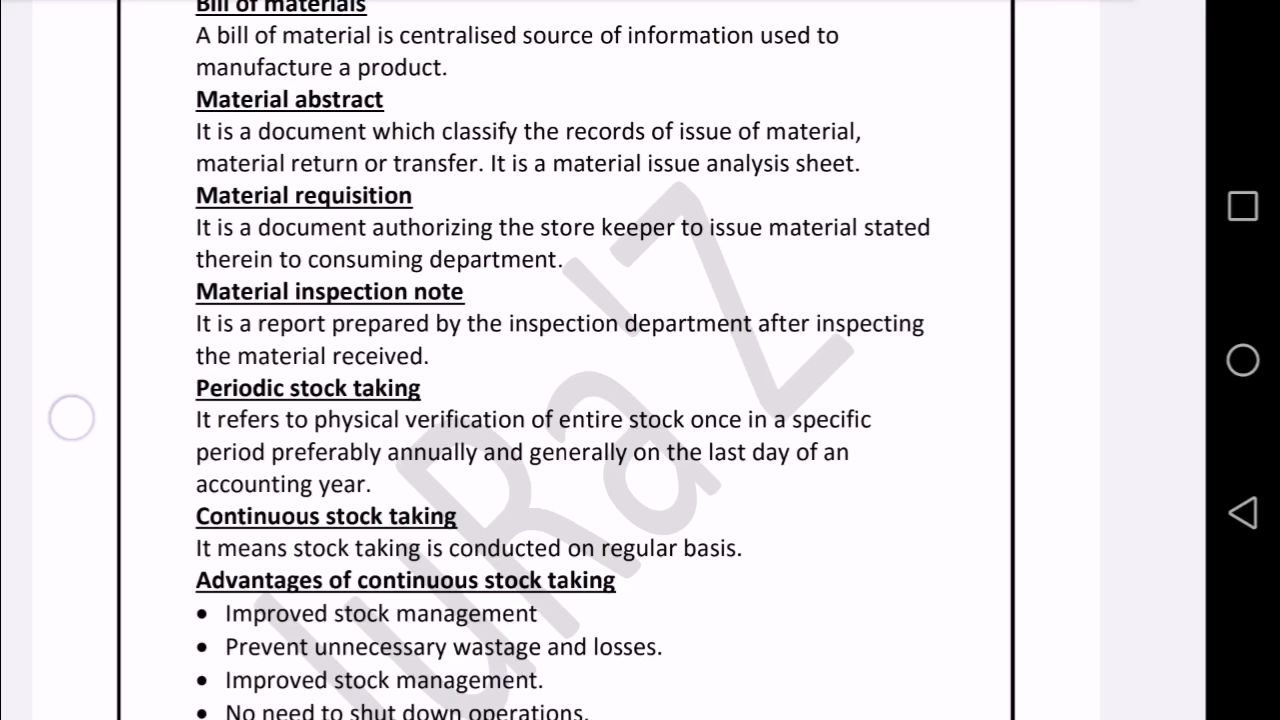 Bill of materials
A bill of material is centralised source of information used to
manufacture a product.
Material abstract
It is a document which classify the records of issue of material,
material return or transfer. It is a material issue analysis sheet.
Material requisition
It is a document authorizing the store keeper to issue material stated
therein to consuming department.
Material inspection note
It is a report prepared by the inspection department after inspecting
the material received.
Periodic stock taking
It refers to physical verification of entire stock once in a specific
period preferably annually and generally on the last day of an
accounting year.
Continuous stock taking
It means stock taking is conducted on regular basis.
Advantages of continuous stock taking
• Improved stock management
• Prevent unnecessary wastage and losses.
• Improved stock management.
• No need to shut down operations.